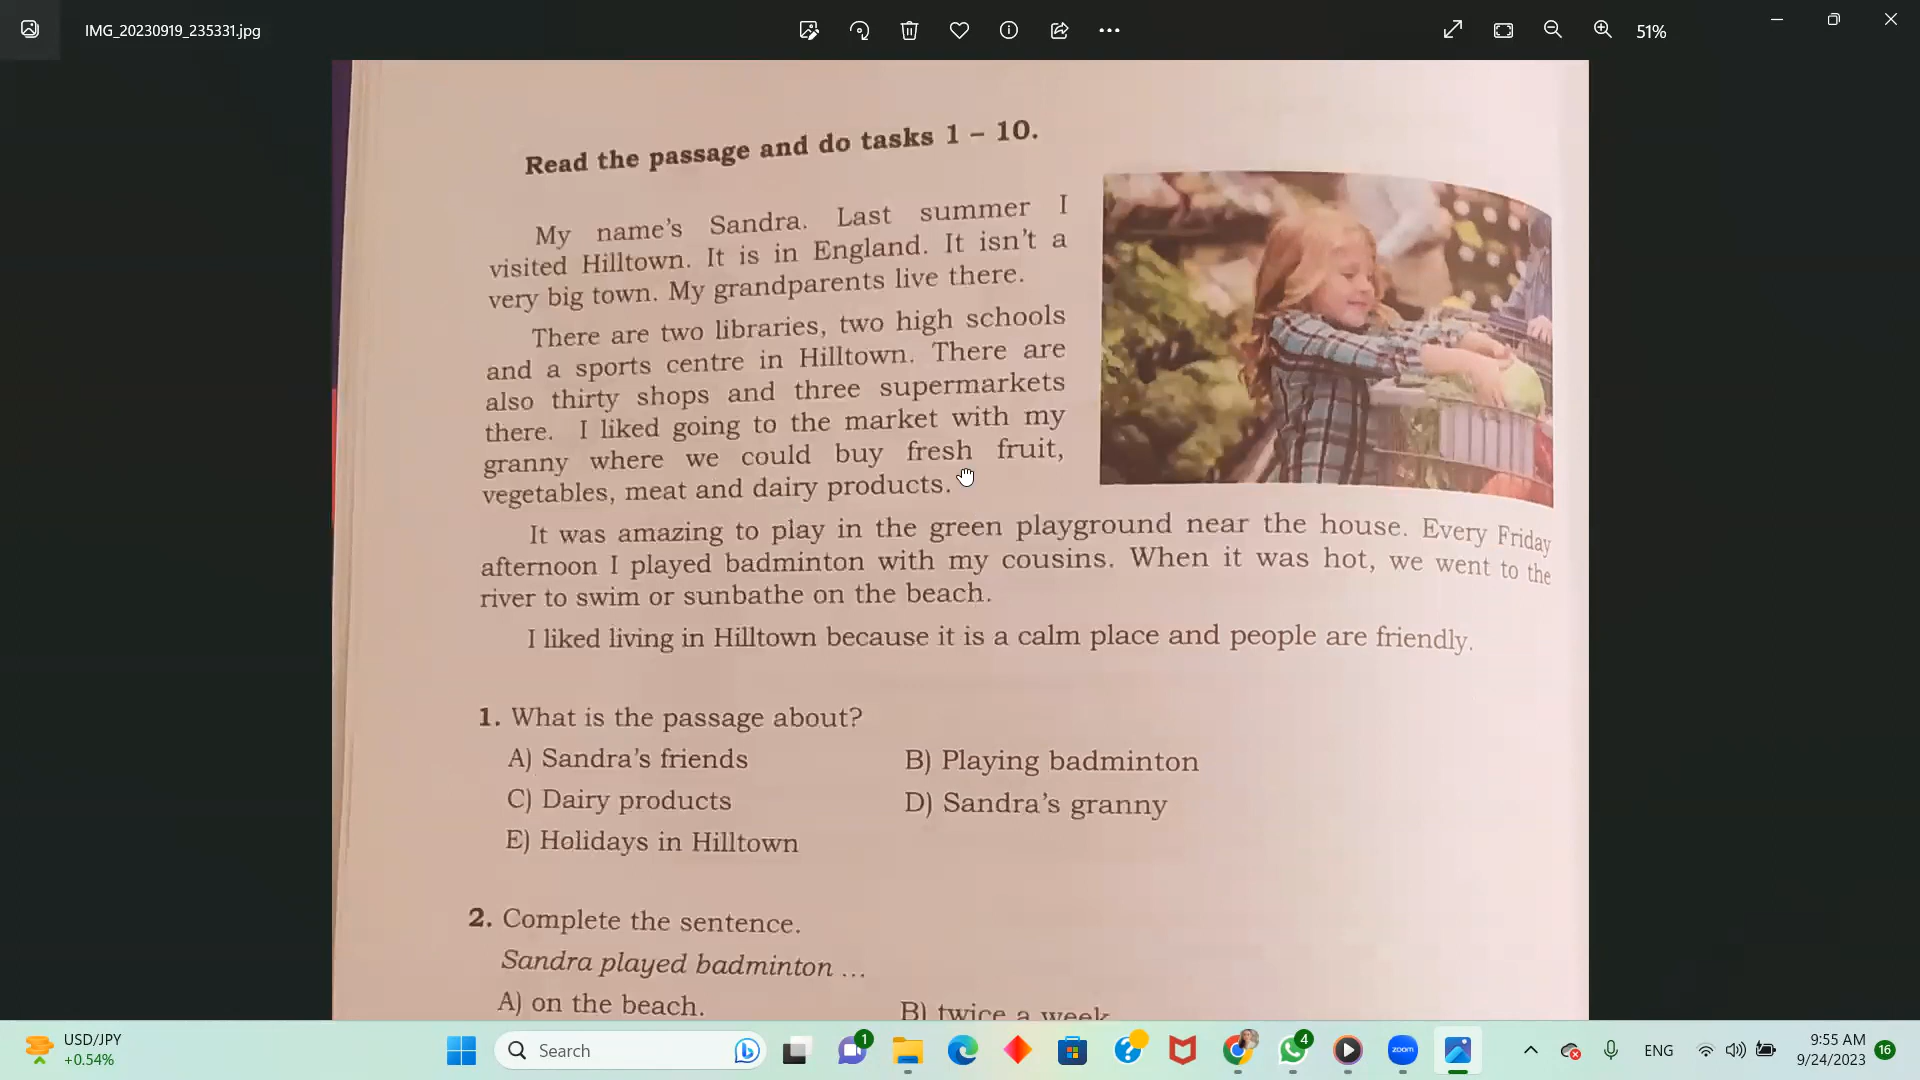 IMG_20230919_235331.jpg
51%
Read the passage and do tasks 1 – 10.
My name's Sandra. Last summer I
visited Hilltown. It is in England. It isn't a
very big town. My grandparents live there.
There are two libraries, two high schools
and a sports centre in Hilltown. There are
also thirty shops and three supermarkets
there. I liked going to the market with my
granny where we could buy fresh fruit,
vegetables, meat and dairy products.
It was amazing to play in the green playground near the house. Every Friday
afternoon I played badminton with my cousins. When it was hot, we went to the
river to swim or sunbathe on the beach.
I liked living in Hilltown because it is a calm place and people are friendly.
1. What is the passage about?
A) Sandra's friends
B) Playing badminton
C) Dairy products
D) Sandra's granny
E) Holidays in Hilltown
2. Complete the sentence.
Sandra played badminton ...
A) on the beach.
B) twice a week
USD/JPY
+0.54%
Search
1
zoom
4
ENG
9:55 AM
9/24/2023
16